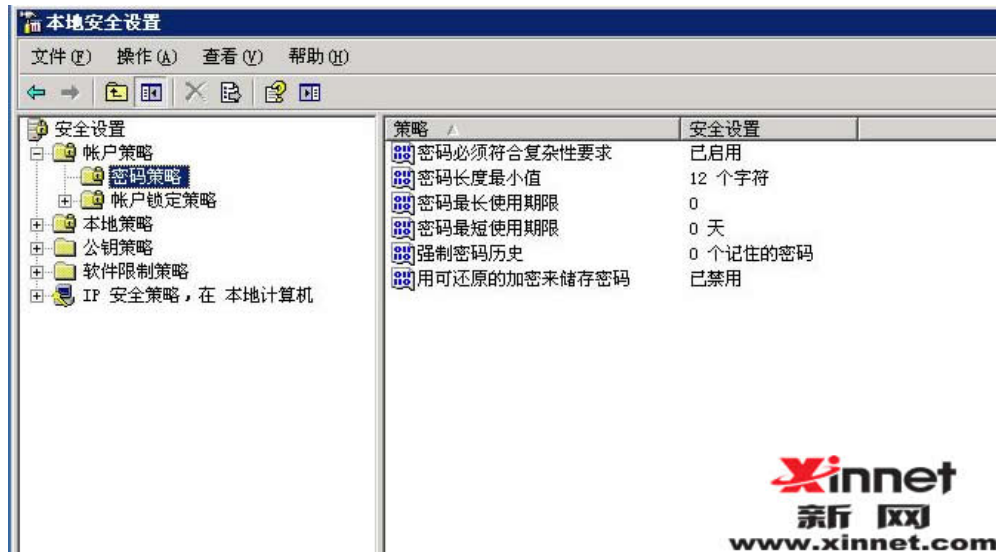 本地安全设置
文件(F) 操作(A) 查看(V) 帮助(H)
安全设置
帐户策略
密码策略
帐户锁定策略
本地策略
公钥策略
软件限制策略
IP 安全策略，在 本地计算机
策略 安全设置
密码必须符合复杂性要求 已启用
密码长度最小值 12 个字符
密码最长使用期限 0
密码最短使用期限 0 天
强制密码历史 0 个记住的密码
用可还原的加密来储存密码 已禁用
Xinnet
新网
www.xinnet.com